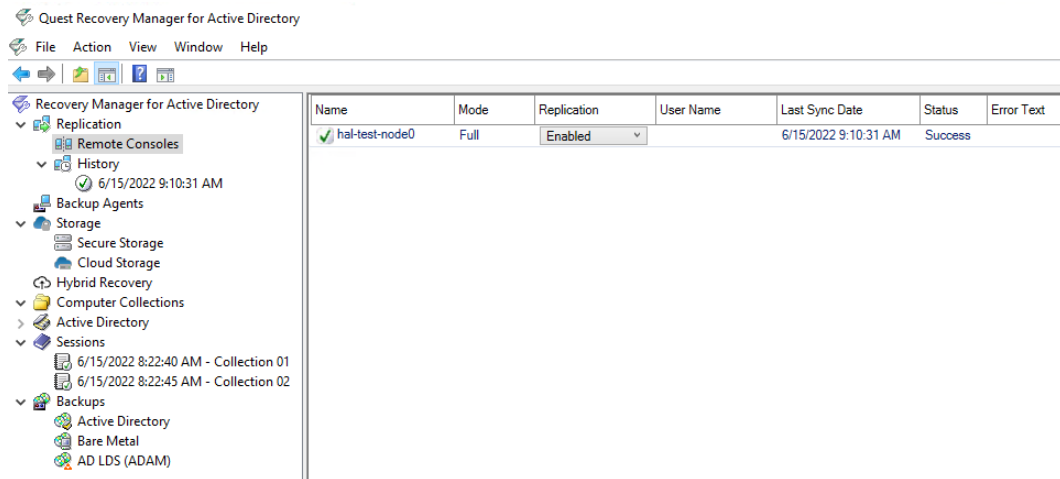 Quest Recovery Manager for Active Directory
File Action View Window Help
Recovery Manager for Active Directory
Replication
Remote Consoles
History
6/15/2022 9:10:31 AM
Backup Agents
Storage
Secure Storage
Cloud Storage
Hybrid Recovery
Computer Collections
Active Directory
Sessions
6/15/2022 8:22:40 AM - Collection 01
6/15/2022 8:22:45 AM - Collection 02
Backups
Active Directory
Bare Metal
AD LDS (ADAM)
Name Mode Replication User Name Last Sync Date Status Error Text
hal-test-node0 Full Enabled 6/15/2022 9:10:31 AM Success